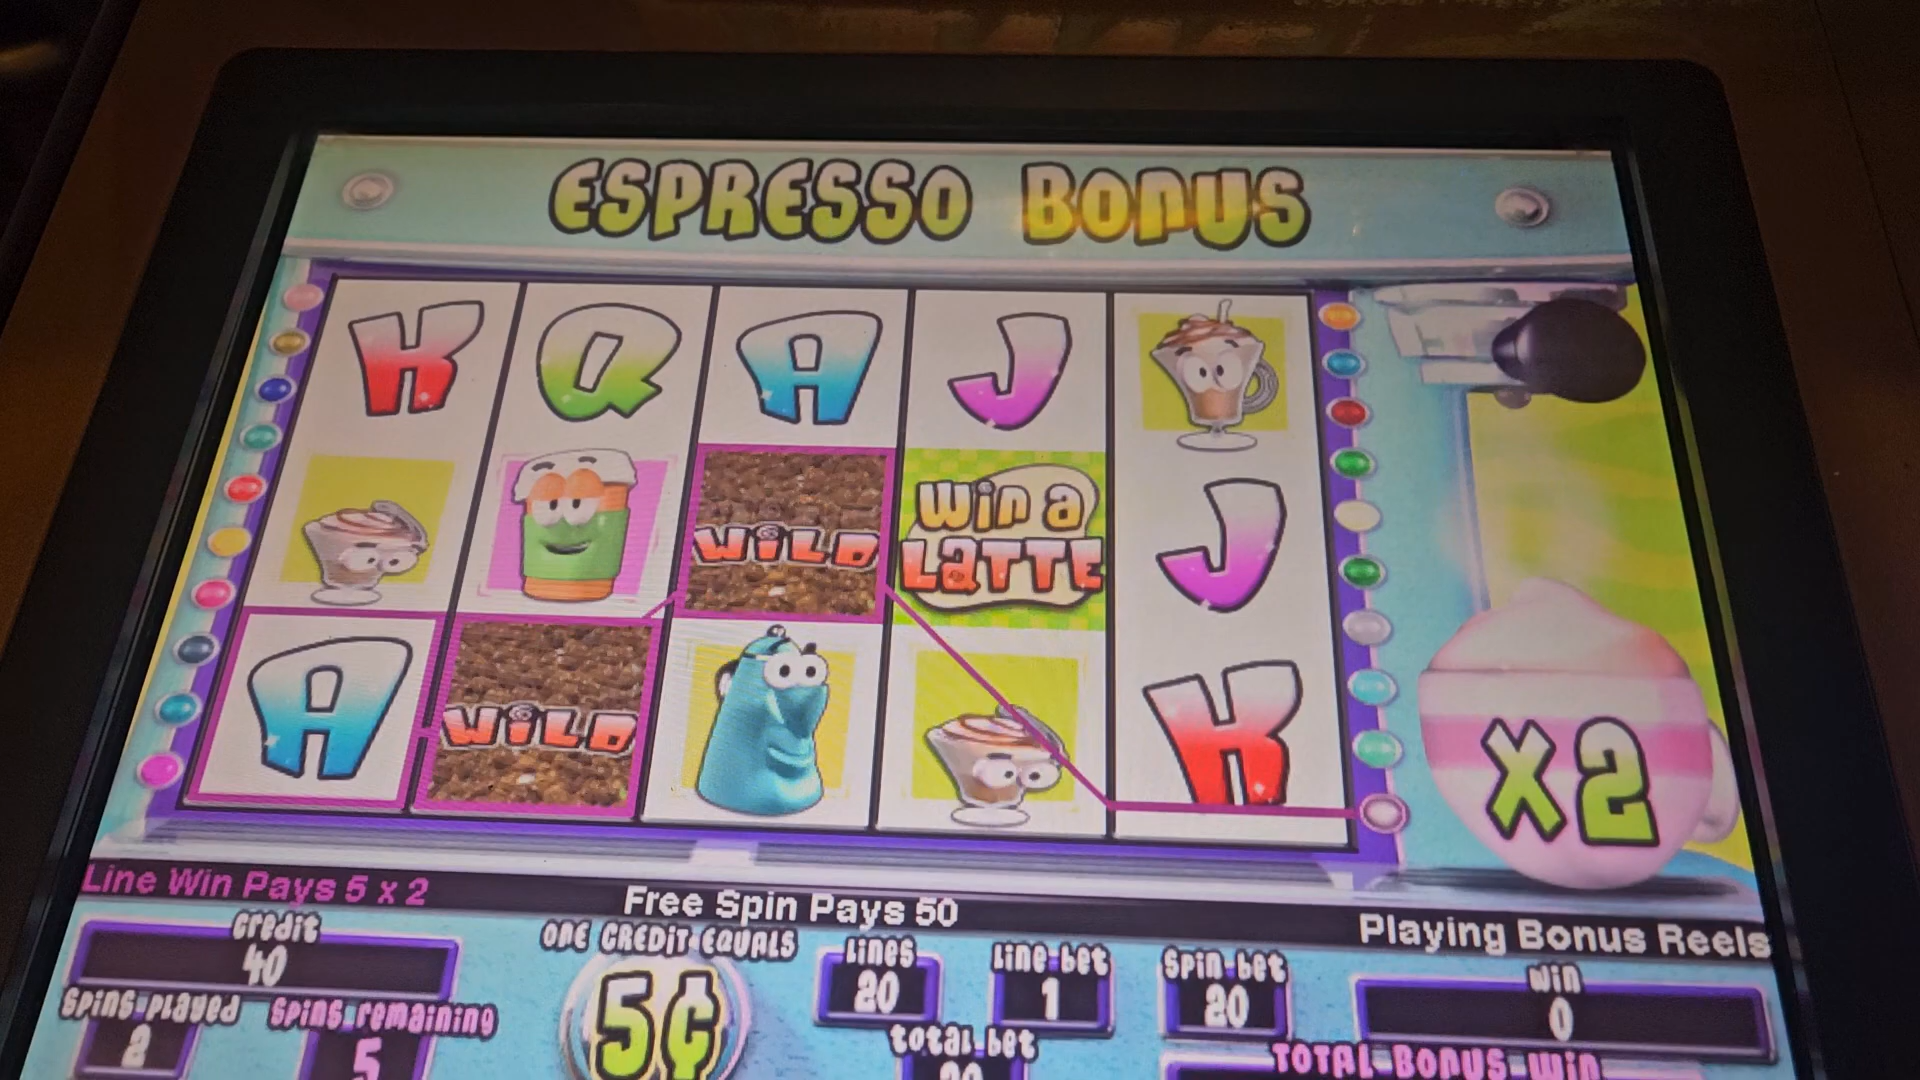 ESPRESSO BONUS
K Q A J
WILD Win a LATTE J
A WILD K
X2
Line Win Pays 5 x 2 Free Spin Pays 50 Playing Bonus Reels
Credit ONE CREDIT EQUALS Lines Line bet Spin bet Win
40 5¢ 20 1 20 0
Spins played Spins remaining total bet TOTAL BONUS WIN
2 5